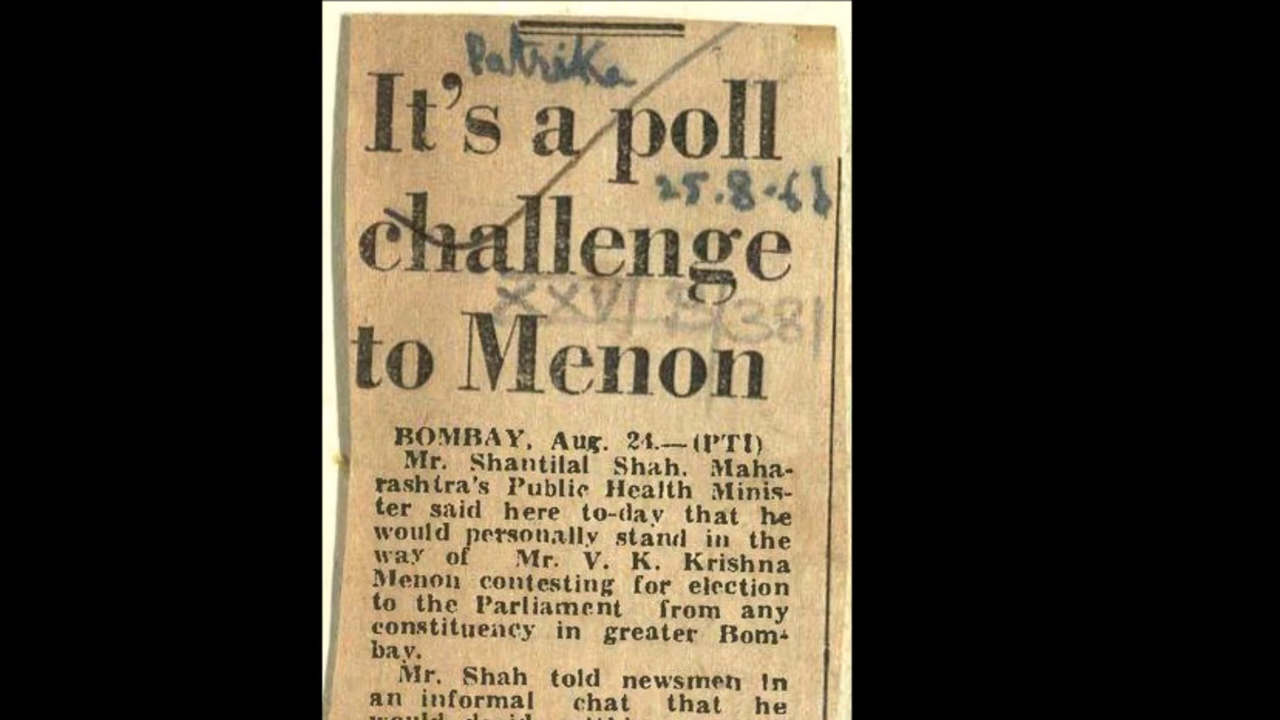 Patrika
It's a poll
25.8.66
challenge
to Menon
BOMBAY, Aug. 24.—(PTI)
Mr. Shantilal Shah, Maha-
rashtra's Public Health Minis-
ter said here to-day that he
would personally stand in the
way of Mr. V. K. Krishna
Menon contesting for election
to the Parliament from any
constituency in greater Bom-
bay.
Mr. Shah told newsmen in
an informal chat that he